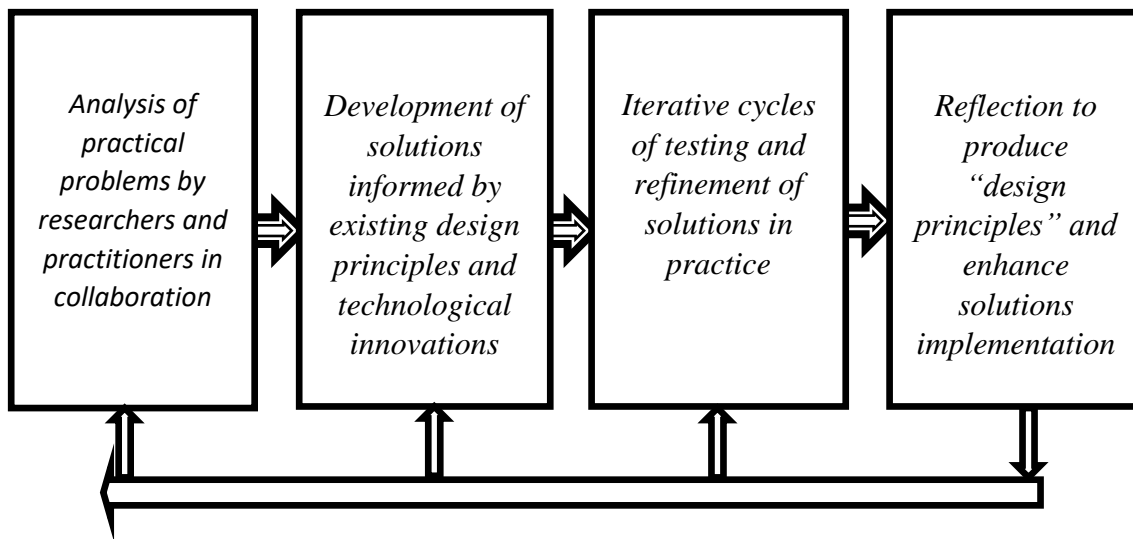 Analysis of
practical
problems by
researchers and
practitioners in
collaboration
Development of
solutions
informed by
existing design
principles and
technological
innovations
Iterative cycles
of testing and
refinement of
solutions in
practice
Reflection to
produce
“design
principles” and
enhance
solutions
implementation